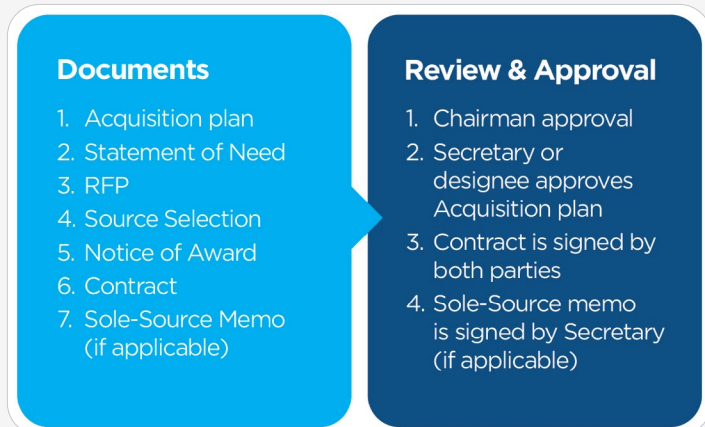 Documents
1. Acquisition plan
2. Statement of Need
3. RFP
4. Source Selection
5. Notice of Award
6. Contract
7. Sole-Source Memo
(if applicable)
Review & Approval
1. Chairman approval
2. Secretary or
designee approves
Acquisition plan
3. Contract is signed by
both parties
4. Sole-Source memo
is signed by Secretary
(if applicable)